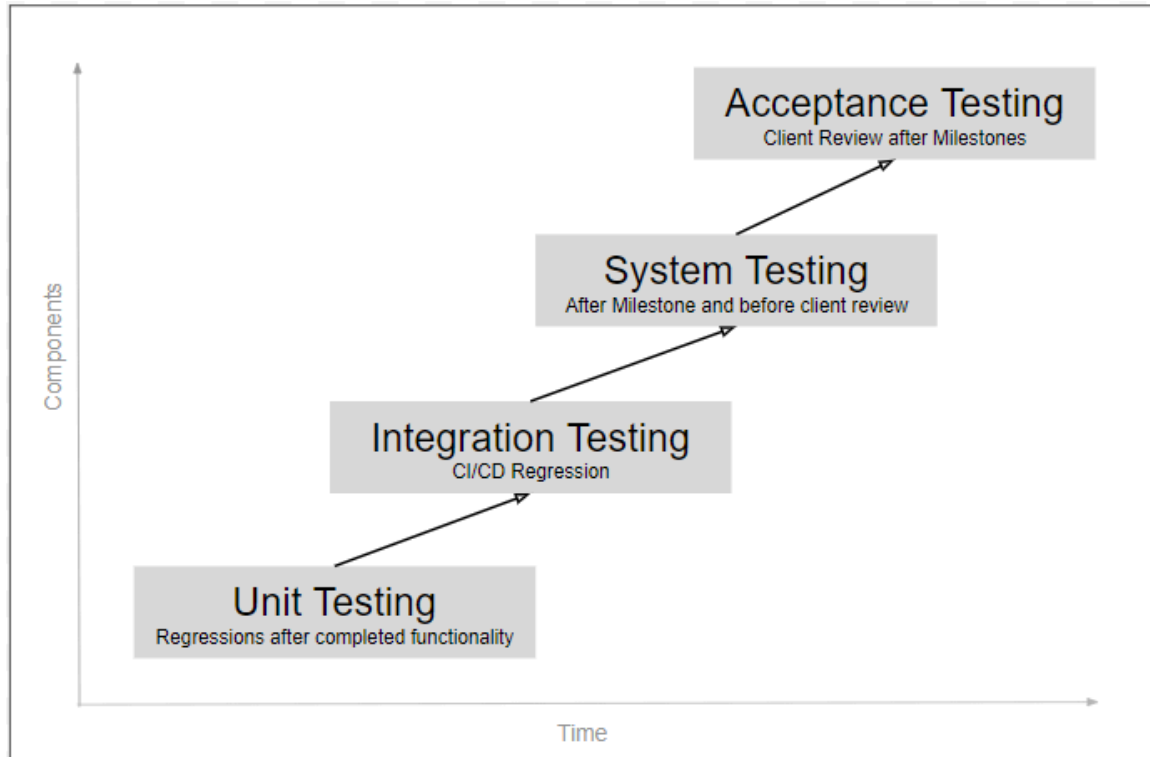 Acceptance Testing
Client Review after Milestones
System Testing
After Milestone and before client review
Components
Integration Testing
CI/CD Regression
Unit Testing
Regressions after completed functionality
Time